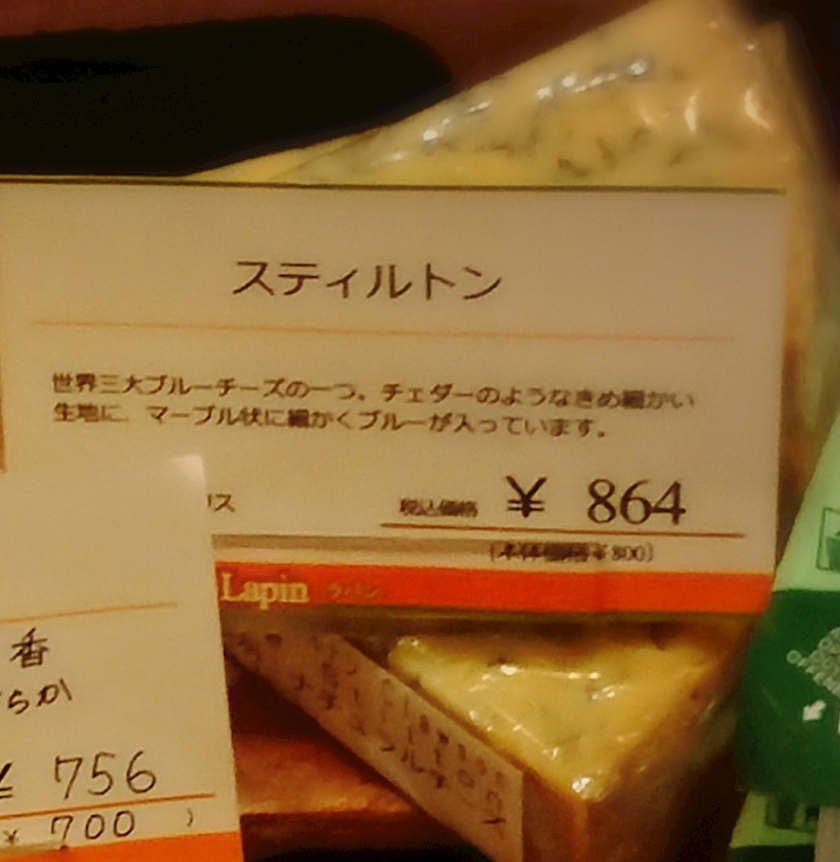 スティルトン
世界三大ブルーチーズの一つ。チェダーのようなきめ細かい
生地に、マーブル状に細かくブルーが入っています。
リス
税込価格 ¥ 864
(本体価格¥800)
Lapin ラパン
香
らか
¥ 756
¥ 700 )